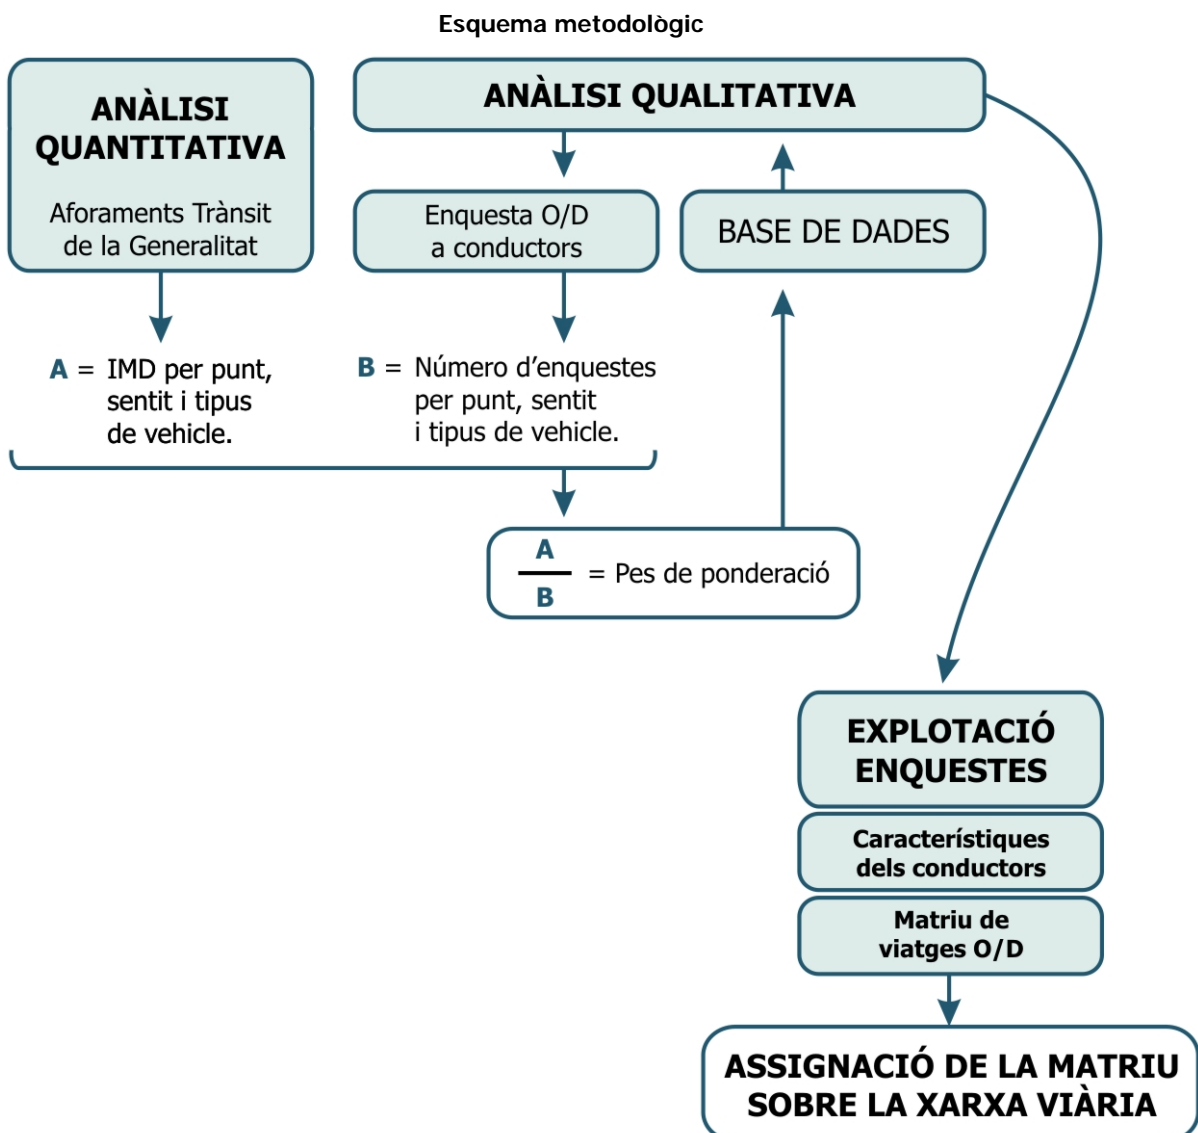 Esquema metodològic
ANÀLISI
QUANTITATIVA
Aforaments Trànsit
de la Generalitat
ANÀLISI QUALITATIVA
Enquesta O/D
a conductors
BASE DE DADES
A = IMD per punt,
sentit i tipus
de vehicle.
B = Número d’enquestes
per punt, sentit
i tipus de vehicle.
A
B
= Pes de ponderació
EXPLOTACIÓ
ENQUESTES
Característíques
dels conductors
Matriu de
viatges O/D
ASSIGNACIÓ DE LA MATRIU
SOBRE LA XARXA VIÀRIA